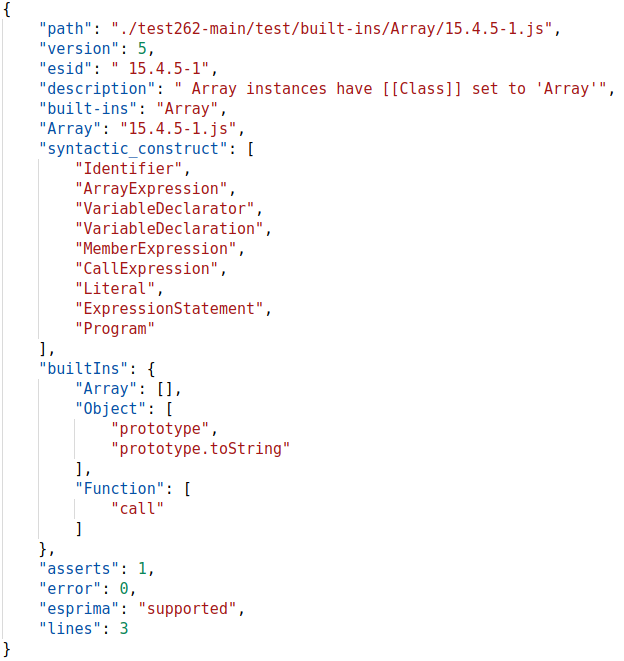 {
    "path": "./test262-main/test/built-ins/Array/15.4.5-1.js",
    "version": 5,
    "esid": " 15.4.5-1",
    "description": " Array instances have [[Class]] set to 'Array'",
    "built-ins": "Array",
    "Array": "15.4.5-1.js",
    "syntactic_construct": [
        "Identifier",
        "ArrayExpression",
        "VariableDeclarator",
        "VariableDeclaration",
        "MemberExpression",
        "CallExpression",
        "Literal",
        "ExpressionStatement",
        "Program"
    ],
    "builtIns": {
        "Array": [],
        "Object": [
            "prototype",
            "prototype.toString"
        ],
        "Function": [
            "call"
        ]
    },
    "asserts": 1,
    "error": 0,
    "esprima": "supported",
    "lines": 3
}